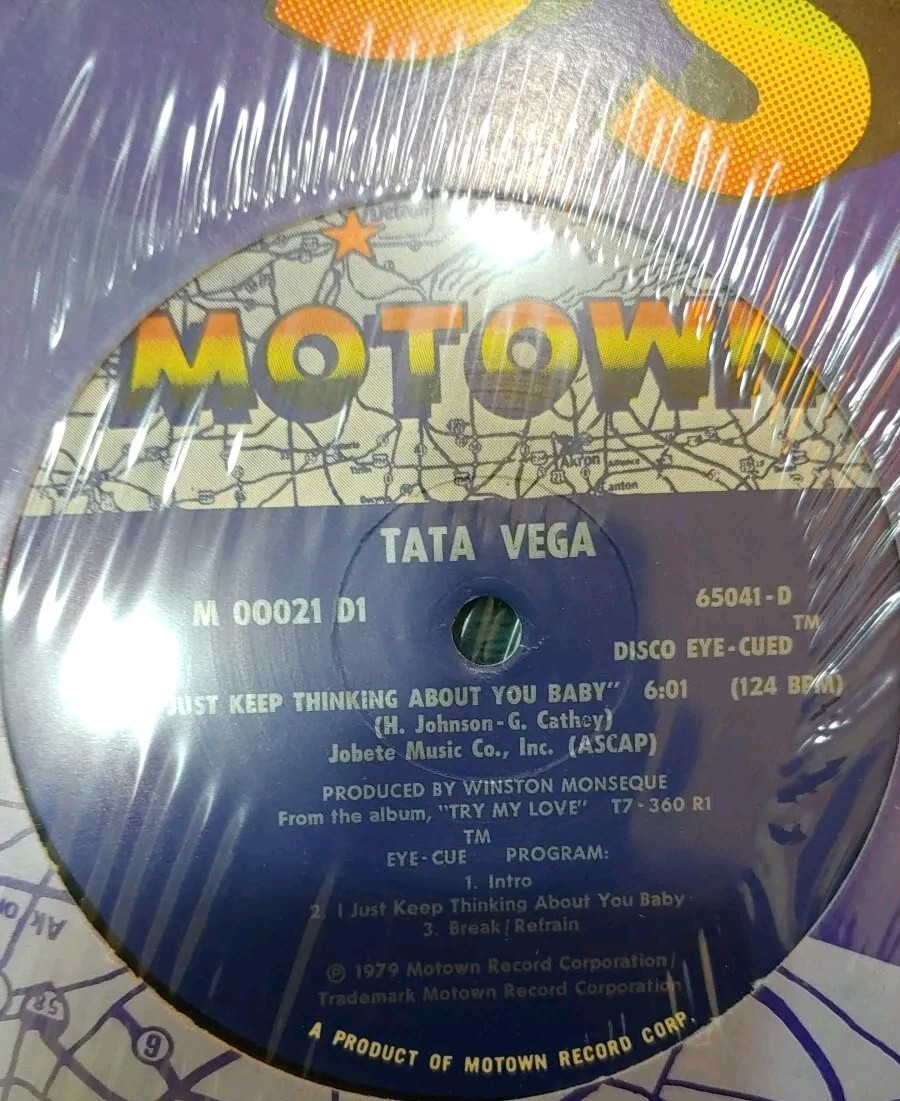 Detroit
MOTOWN
Akron
Canton
TATA VEGA
M 00021 D1
65041-D
TM
DISCO EYE-CUED
JUST KEEP THINKING ABOUT YOU BABY" 6:01 (124 BPM)
(H. Johnson-G. Cathey)
Jobete Music Co., Inc. (ASCAP)
PRODUCED BY WINSTON MONSEQUE
From the album, "TRY MY LOVE" T7-360 R1
TM
EYE-CUE PROGRAM:
1. Intro
2. I Just Keep Thinking About You Baby
3. Break/Refrain
℗ 1979 Motown Record Corporation/
Trademark Motown Record Corporation
A PRODUCT OF MOTOWN RECORD CORP.
5R
6